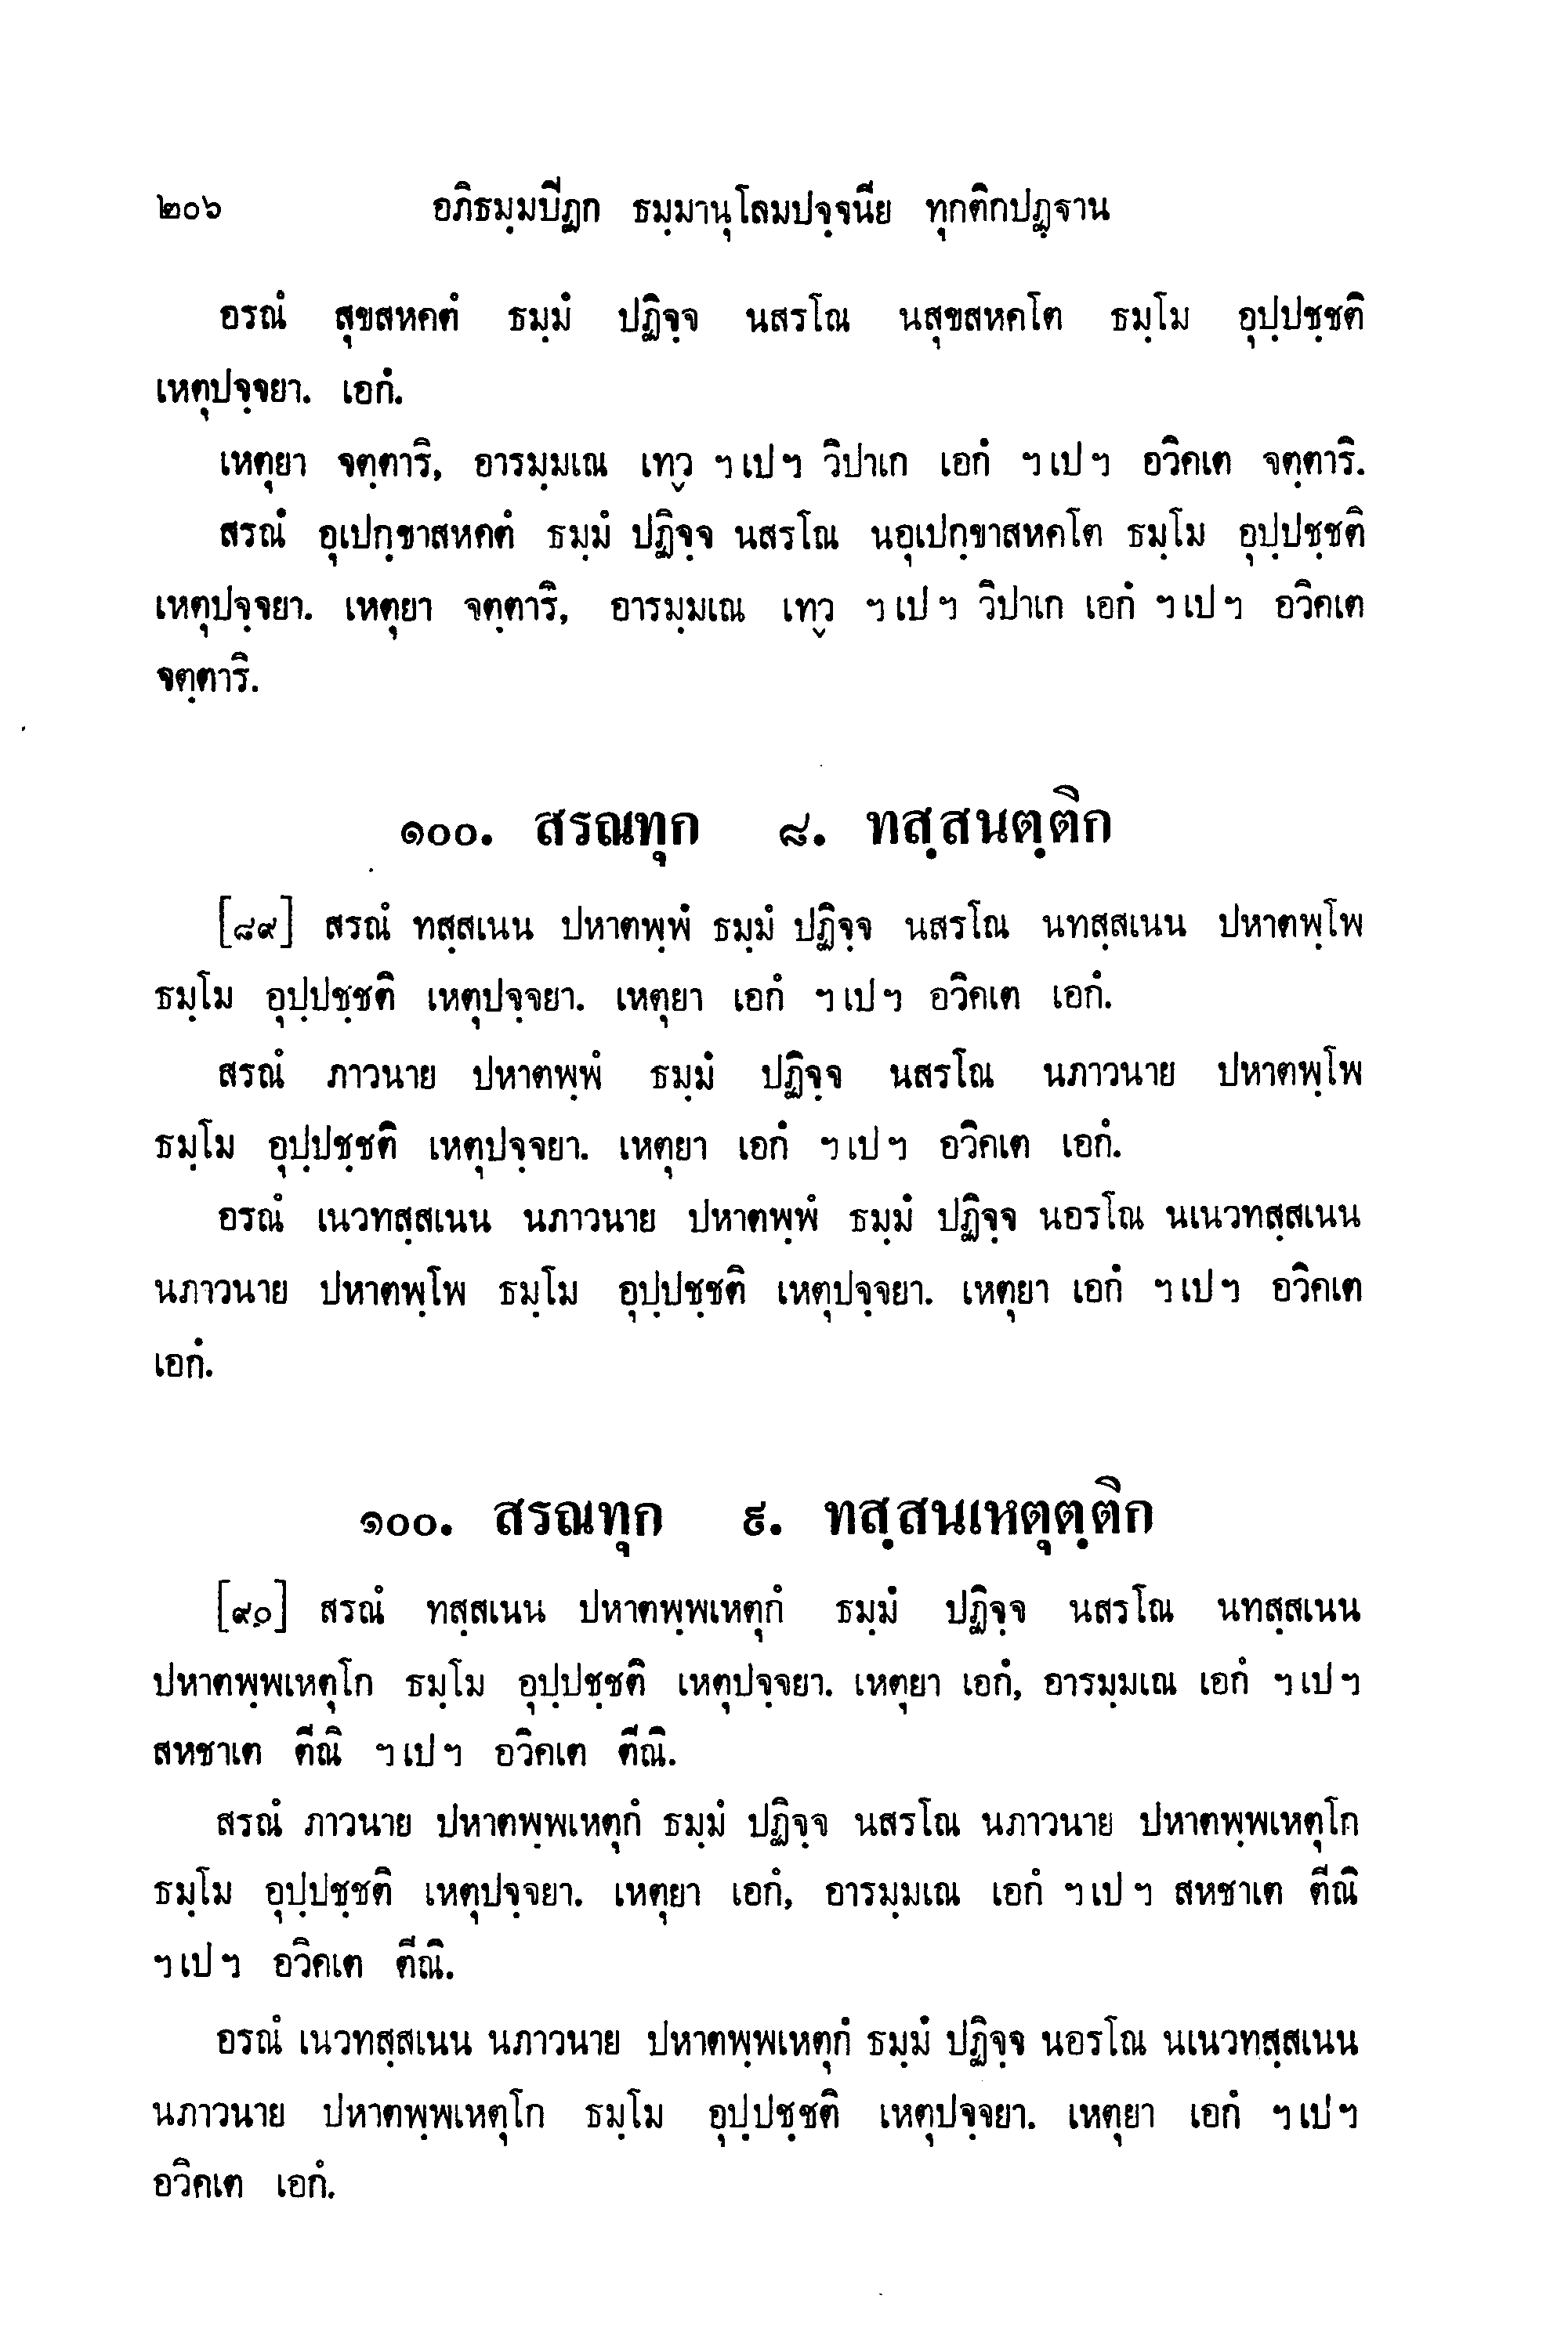 ๒๐๖ อภิธมฺมปีฏก ธมฺมานุโลมปจฺจนีย ทุกติกปฏฺฐาน
อรณํ สุขสหคตํ ธมฺมํ ปฏิจฺจ นสรโณ นสุขสหคโต ธมฺโม อุปฺปชฺชติ
เหตุปจฺจยา. เอกํ.
เหตุยา จตฺตาริ, อารมฺมเณ เทฺว ฯ เป ฯ วิปาเก เอกํ ฯ เป ฯ อวิคเต จตฺตาริ.
สรณํ อุเปกฺขาสหคตํ ธมฺมํ ปฏิจฺจ นสรโณ นอุเปกฺขาสหคโต ธมฺโม อุปฺปชฺชติ
เหตุปจฺจยา. เหตุยา จตฺตาริ, อารมฺมเณ เทฺว ฯ เป ฯ วิปาเก เอกํ ฯ เป ฯ อวิคเต
จตฺตาริ.
๑๐๐. สรณทุก ๘. ทสฺสนตฺติก
[๘๙] สรณํ ทสฺสเนน ปหาตพฺพํ ธมฺมํ ปฏิจฺจ นสรโณ นทสฺสเนน ปหาตพฺโพ
ธมฺโม อุปฺปชฺชติ เหตุปจฺจยา. เหตุยา เอกํ ฯ เป ฯ อวิคเต เอกํ.
สรณํ ภาวนาย ปหาตพฺพํ ธมฺมํ ปฏิจฺจ นสรโณ นภาวนาย ปหาตพฺโพ
ธมฺโม อุปฺปชฺชติ เหตุปจฺจยา. เหตุยา เอกํ ฯ เป ฯ อวิคเต เอกํ.
อรณํ เนวทสฺสเนน นภาวนาย ปหาตพฺพํ ธมฺมํ ปฏิจฺจ นอรโณ นเนวทสฺสเนน
นภาวนาย ปหาตพฺโพ ธมฺโม อุปฺปชฺชติ เหตุปจฺจยา. เหตุยา เอกํ ฯ เป ฯ อวิคเต
เอกํ.
๑๐๐. สรณทุก ๙. ทสฺสนเหตุตฺติก
[๙๐] สรณํ ทสฺสเนน ปหาตพฺพเหตุกํ ธมฺมํ ปฏิจฺจ นสรโณ นทสฺสเนน
ปหาตพฺพเหตุโก ธมฺโม อุปฺปชฺชติ เหตุปจฺจยา. เหตุยา เอกํ, อารมฺมเณ เอกํ ฯ เป ฯ
สหชาเต ตีณิ ฯ เป ฯ อวิคเต ตีณิ.
สรณํ ภาวนาย ปหาตพฺพเหตุกํ ธมฺมํ ปฏิจฺจ นสรโณ นภาวนาย ปหาตพฺพเหตุโก
ธมฺโม อุปฺปชฺชติ เหตุปจฺจยา. เหตุยา เอกํ, อารมฺมเณ เอกํ ฯ เป ฯ สหชาเต ตีณิ
ฯ เป ฯ อวิคเต ตีณิ.
อรณํ เนวทสฺสเนน นภาวนาย ปหาตพฺพเหตุกํ ธมฺมํ ปฏิจฺจ นอรโณ นเนวทสฺสเนน
นภาวนาย ปหาตพฺพเหตุโก ธมฺโม อุปฺปชฺชติ เหตุปจฺจยา. เหตุยา เอกํ ฯ เป ฯ
อวิคเต เอกํ.